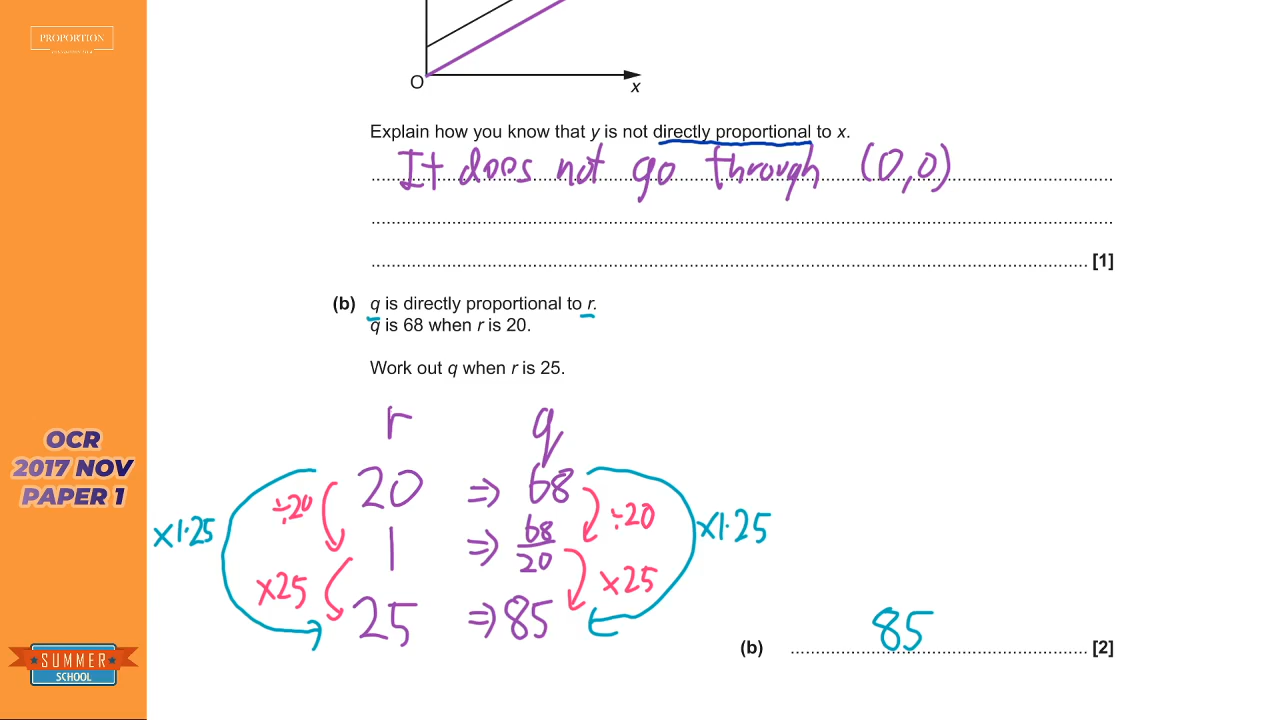 PROPORTION
O
x
Explain how you know that y is not directly proportional to x.
It does not go through (0,0)
[1]
(b) q is directly proportional to r.
q is 68 when r is 20.
Work out q when r is 25.
r q
20 ⇒ 68
÷20 ÷20
×1.25 1 ⇒ 68/20 ×1.25
×25 ×25
25 ⇒ 85
(b) 85 [2]
OCR
2017 NOV
PAPER 1
SUMMER
SCHOOL